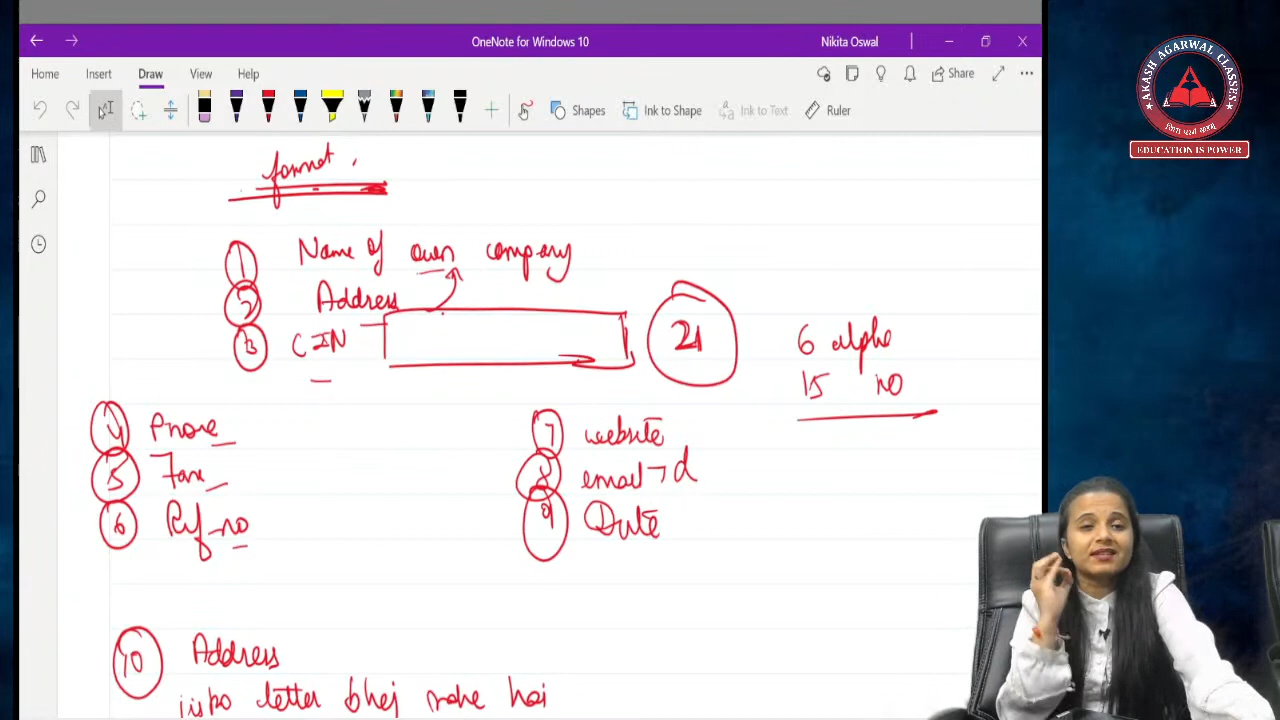 OneNote for Windows 10
Nikita Oswal
Home Insert Draw View Help
Share
Shapes Ink to Shape Ink to Text Ruler
format
1 Name of own company
2 Address
3 CIN 21 6 alpha
15 no
4 Phone 7 website
5 Fax 8 email id
6 Ref no 9 Date
10 Address
jisko letter bhej rahe hai
AKASH AGARWAL CLASSES
EDUCATION IS POWER